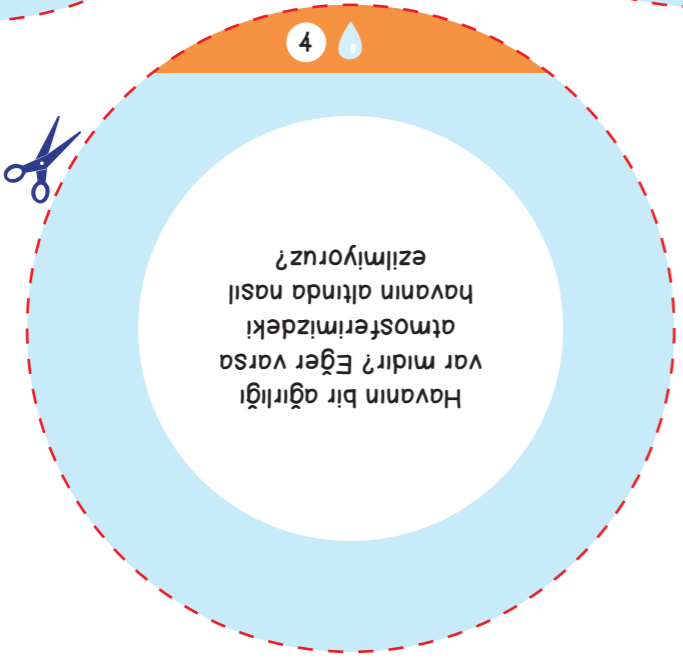 4
Havanın bir ağırlığı
var mıdır? Eğer varsa
atmosferimizdeki
havanın altında nasıl
ezilmiyoruz?